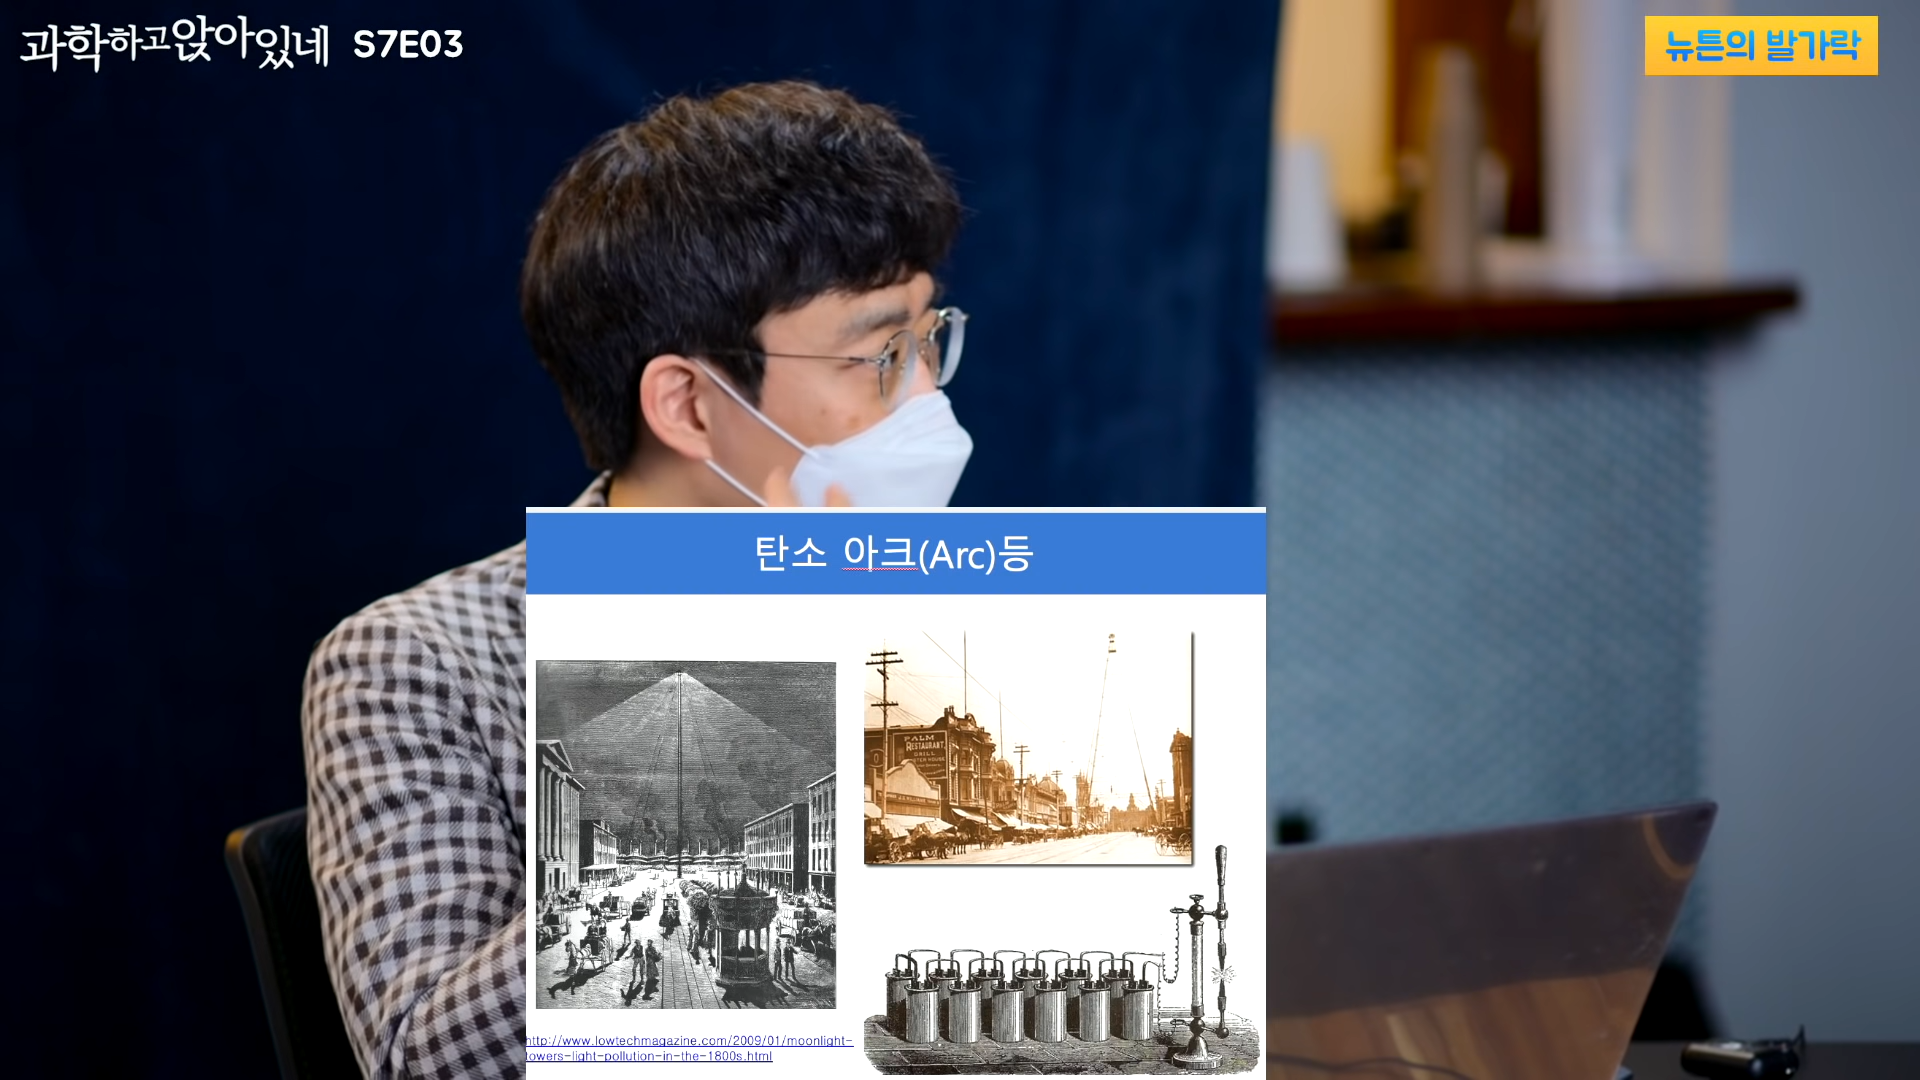 과학하고앉아있네 S7E03
뉴튼의 발가락
탄소 아크(Arc)등
PALM
RESTAURANT,
GRILL
http://www.lowtechmagazine.com/2009/01/moonlight-
towers-light-pollution-in-the-1800s.html